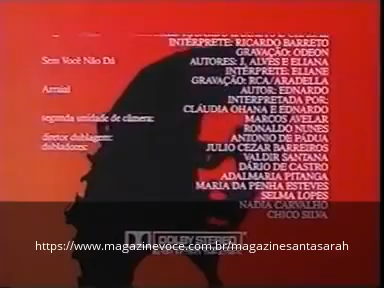 INTÉRPRETE: RICARDO BARRETO
GRAVAÇÃO: ODEON
Sem Você Não Dá AUTORES: J, ALVES E ELIANA
INTÉRPRETE: ELIANE
GRAVAÇÃO: RCA/ARADELLA
Arraial AUTOR: EDNARDO
INTERPRETADA POR:
CLÁUDIA OHANA E EDNARDO
segunda unidade de câmera: MARCOS AVELAR
RONALDO NUNES
diretor dublagem: ANTONIO DE PÁDUA
dubladores: JULIO CEZAR BARREIROS
VALDIR SANTANA
DÁRIO DE CASTRO
ADALMARIA PITANGA
MARIA DA PENHA ESTEVES
SELMA LOPES
NADIA CARVALHO
CHICO SILVA
DOLBY STEREO
https://www.magazinevoce.com.br/magazinesantasarah